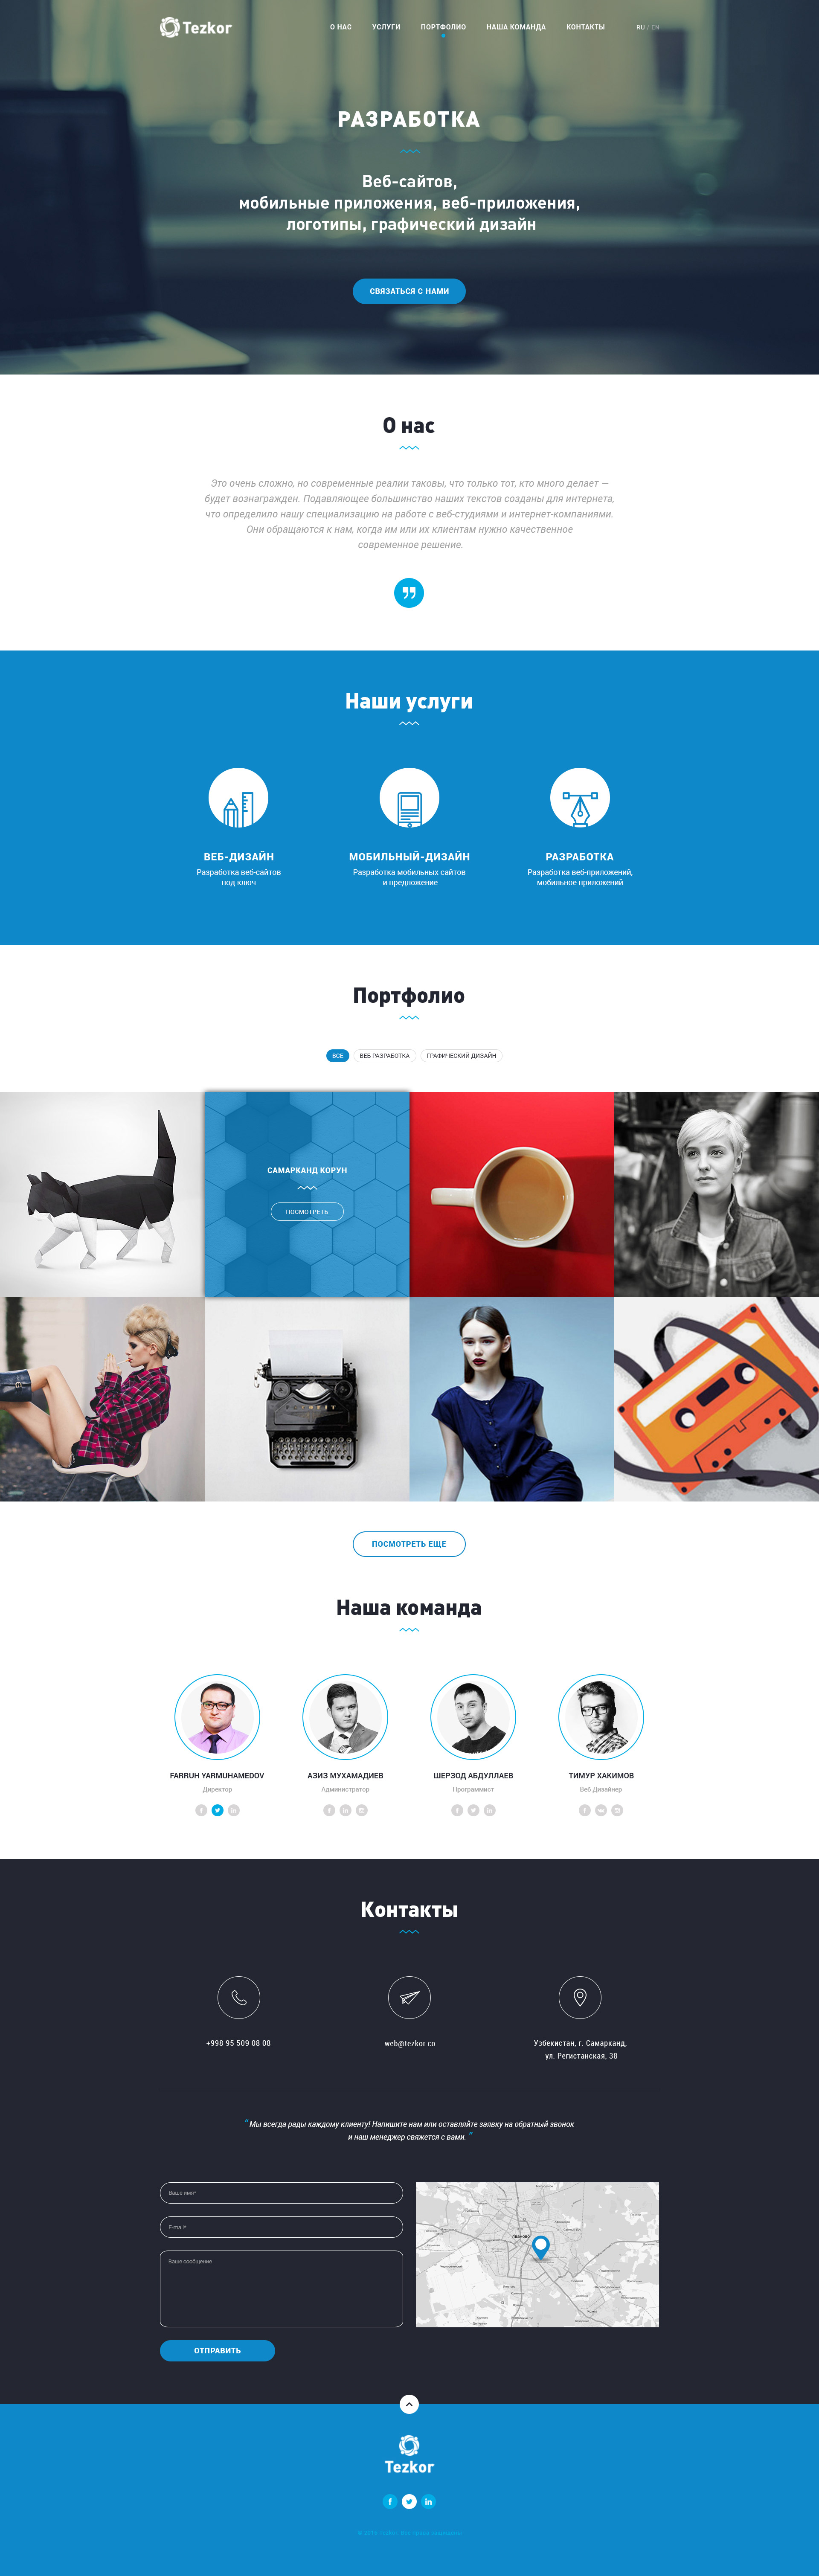 Tezkor
О НАС УСЛУГИ ПОРТФОЛИО НАША КОМАНДА КОНТАКТЫ RU / EN
РАЗРАБОТКА
Веб-сайтов,
мобильные приложения, веб-приложения,
логотипы, графический дизайн
СВЯЗАТЬСЯ С НАМИ
О нас
Это очень сложно, но современные реалии таковы, что только тот, кто много делает —
будет вознагражден. Подавляющее большинство наших текстов созданы для интернета,
что определило нашу специализацию на работе с веб-студиями и интернет-компаниями.
Они обращаются к нам, когда им или их клиентам нужно качественное
современное решение.
Наши услуги
ВЕБ-ДИЗАЙН
Разработка веб-сайтов
под ключ
МОБИЛЬНЫЙ-ДИЗАЙН
Разработка мобильных сайтов
и предложение
РАЗРАБОТКА
Разработка веб-приложений,
мобильное приложений
Портфолио
ВСЕ ВЕБ РАЗРАБОТКА ГРАФИЧЕСКИЙ ДИЗАЙН
САМАРКАНД КОРУН
ПОСМОТРЕТЬ
ПОСМОТРЕТЬ ЕЩЕ
Наша команда
FARRUH YARMUHAMEDOV
Директор
АЗИЗ МУХАМАДИЕВ
Администратор
ШЕРЗОД АБДУЛЛАЕВ
Программист
ТИМУР ХАКИМОВ
Веб Дизайнер
Контакты
+998 95 509 08 08
web@tezkor.co
Узбекистан, г. Самарканд,
ул. Регистанская, 38
“ Мы всегда рады каждому клиенту! Напишите нам или оставляйте заявку на обратный звонок
и наш менеджер свяжется с вами. ”
Ваше имя*
E-mail*
Ваше сообщение
Иваново
ОТПРАВИТЬ
Tezkor